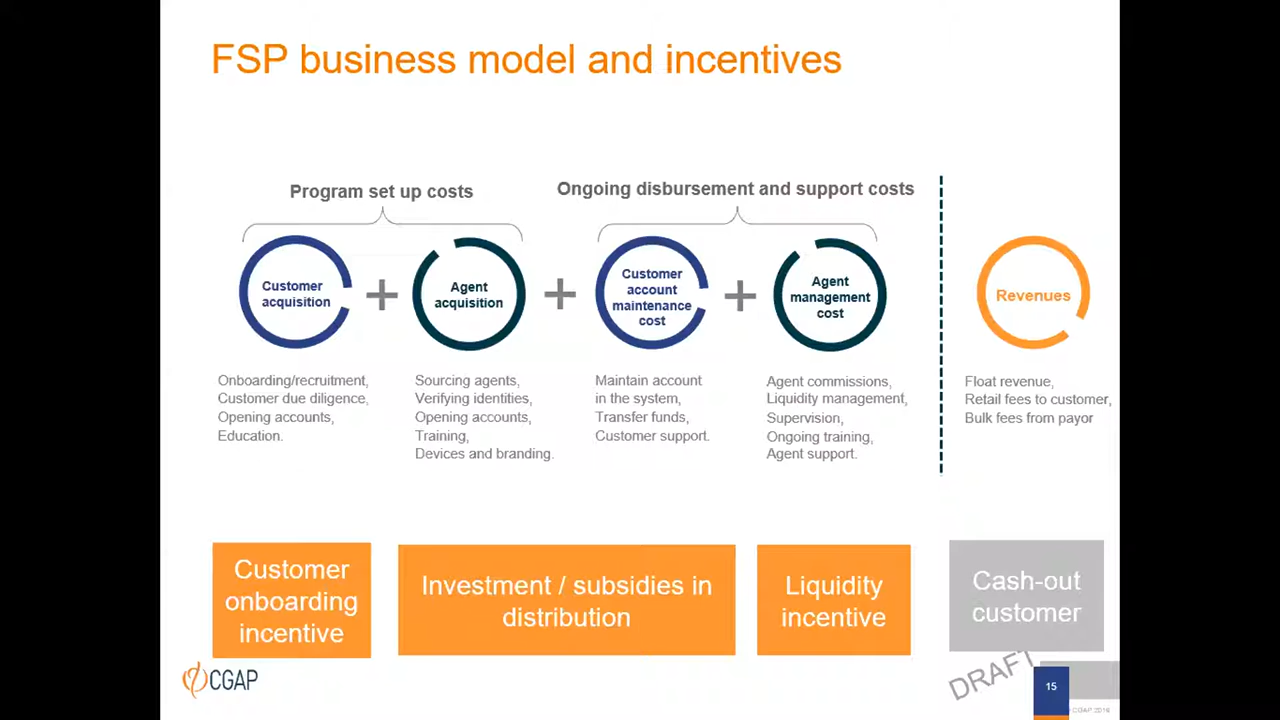 FSP business model and incentives
Program set up costs
Ongoing disbursement and support costs
Customer
acquisition
Agent
acquisition
Customer
account
maintenance
cost
Agent
management
cost
Revenues
Onboarding/recruitment,
Customer due diligence,
Opening accounts,
Education.
Sourcing agents,
Verifying identities,
Opening accounts,
Training,
Devices and branding.
Maintain account
in the system,
Transfer funds,
Customer support.
Agent commissions,
Liquidity management,
Supervision,
Ongoing training,
Agent support.
Float revenue,
Retail fees to customer,
Bulk fees from payor
Customer
onboarding
incentive
Investment / subsidies in
distribution
Liquidity
incentive
Cash-out
customer
CGAP
DRAFT
15
CGAP